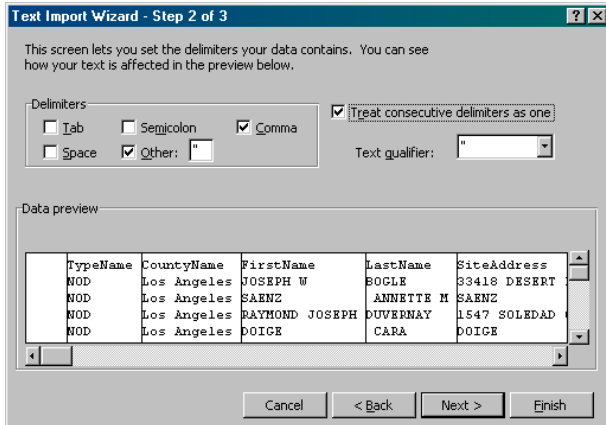 Text Import Wizard - Step 2 of 3
This screen lets you set the delimiters your data contains. You can see
how your text is affected in the preview below.
Delimiters
Tab Semicolon Comma
Space Other: "
Treat consecutive delimiters as one
Text qualifier: "
Data preview
TypeName CountyName FirstName LastName SiteAddress
NOD Los Angeles JOSEPH W BOGLE 33418 DESERT
NOD Los Angeles SAENZ ANNETTE M SAENZ
NOD Los Angeles RAYMOND JOSEPH DUVERNAY 1547 SOLEDAD
NOD Los Angeles DOIGE CARA DOIGE
Cancel < Back Next > Finish